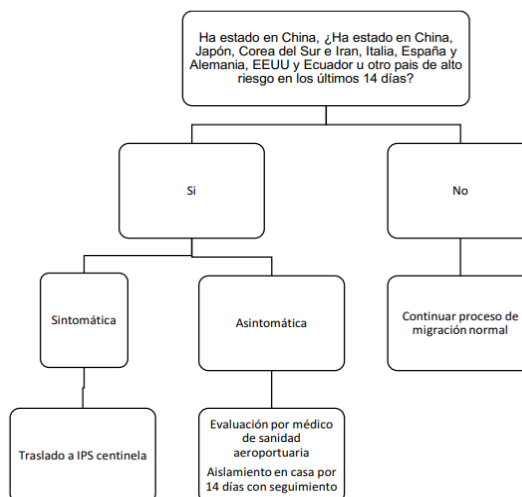 Ha estado en China, ¿Ha estado en China,
Japón, Corea del Sur e Iran, Italia, España y
Alemania, EEUU y Ecuador u otro pais de alto
riesgo en los últimos 14 días?
Si
No
Sintomática
Asintomática
Continuar proceso de
migración normal
Traslado a IPS centinela
Evaluación por médico
de sanidad
aeroportuaria
Aislamiento en casa por
14 días con seguimiento